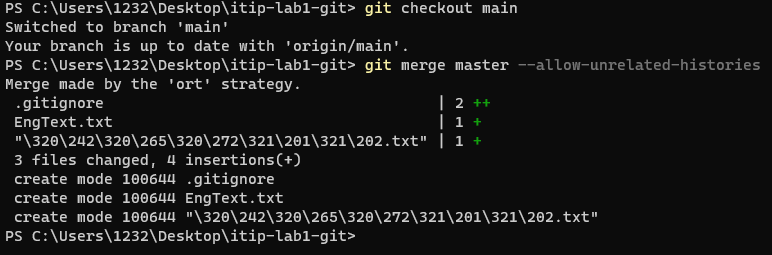 PS C:\Users\1232\Desktop\itip-lab1-git> git checkout main
Switched to branch 'main'
Your branch is up to date with 'origin/main'.
PS C:\Users\1232\Desktop\itip-lab1-git> git merge master --allow-unrelated-histories
Merge made by the 'ort' strategy.
 .gitignore                                       | 2 ++
 EngText.txt                                      | 1 +
 "\320\242\320\265\320\272\321\201\321\202.txt" | 1 +
 3 files changed, 4 insertions(+)
 create mode 100644 .gitignore
 create mode 100644 EngText.txt
 create mode 100644 "\320\242\320\265\320\272\321\201\321\202.txt"
PS C:\Users\1232\Desktop\itip-lab1-git>